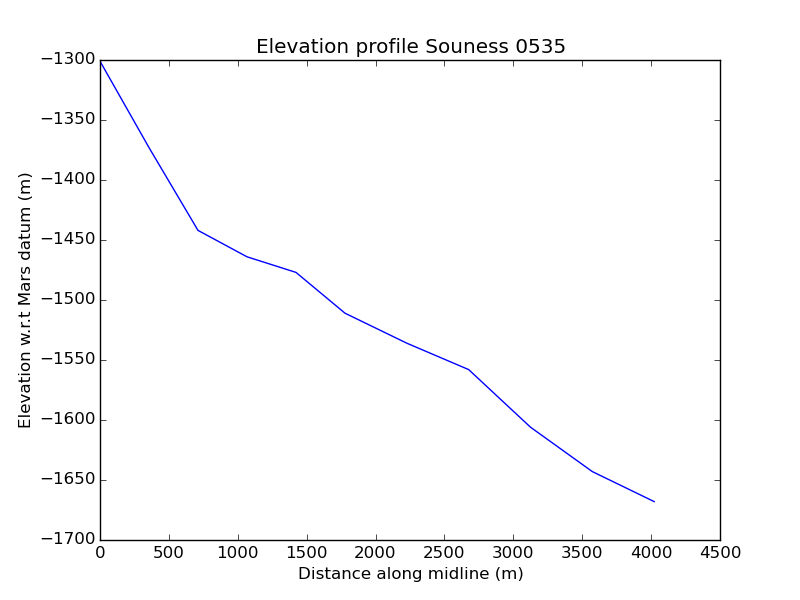 Elevation profile Souness 0535
−1300
−1350
−1400
−1450
−1500
−1550
−1600
−1650
−1700
Elevation w.r.t Mars datum (m)
0 500 1000 1500 2000 2500 3000 3500 4000 4500
Distance along midline (m)